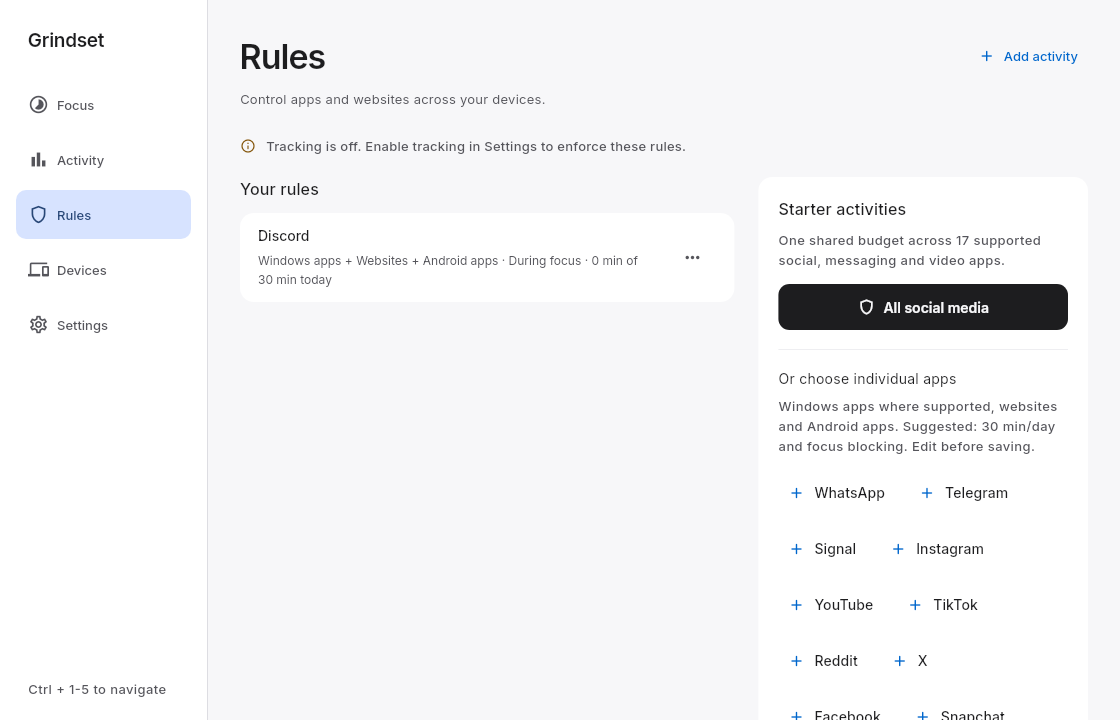 Grindset
Focus
Activity
Rules
Devices
Settings
Ctrl + 1-5 to navigate
Rules
Add activity
Control apps and websites across your devices.
Tracking is off. Enable tracking in Settings to enforce these rules.
Your rules
Discord
Windows apps + Websites + Android apps · During focus · 0 min of
30 min today
Starter activities
One shared budget across 17 supported
social, messaging and video apps.
All social media
Or choose individual apps
Windows apps where supported, websites
and Android apps. Suggested: 30 min/day
and focus blocking. Edit before saving.
WhatsApp
Telegram
Signal
Instagram
YouTube
TikTok
Reddit
X
Facebook
Snapchat